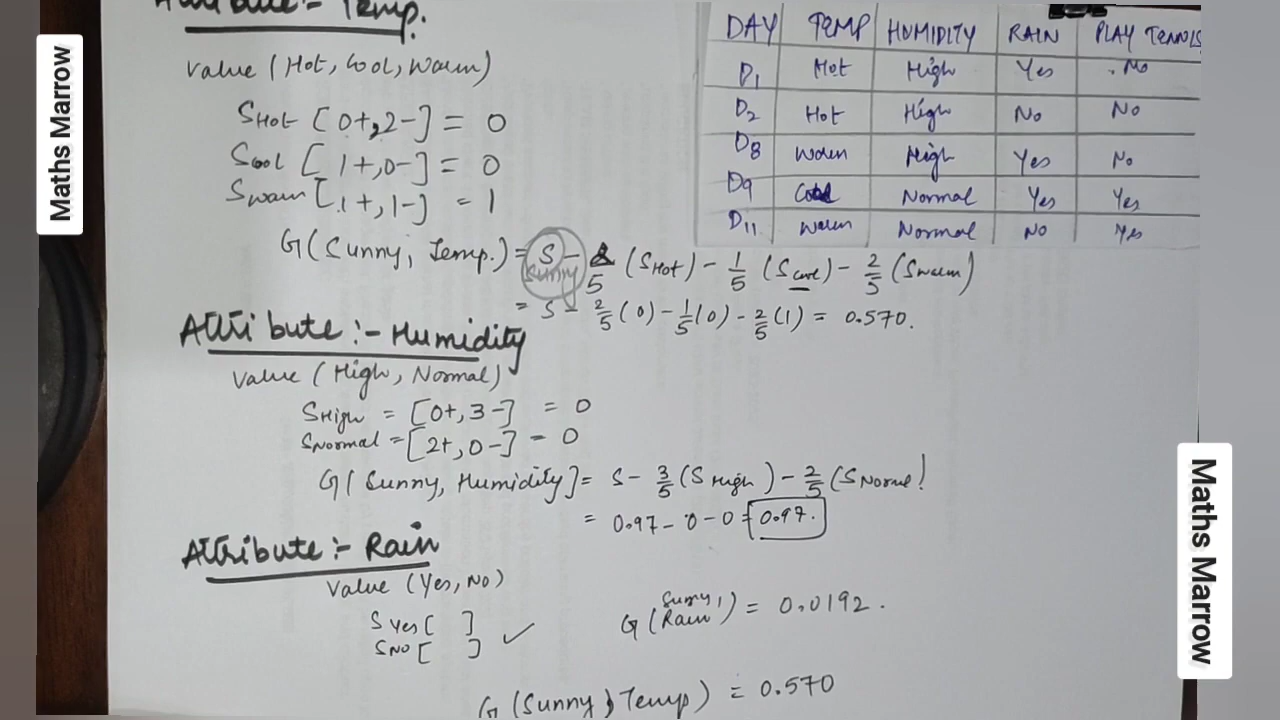 Attribute:- Temp.
Value (Hot, Cool, Warm)
SHot [0+, 2-] = 0
SCool [1+, 0-] = 0
Swarm [1+, 1-] = 1
G(Sunny, Temp.) = S Sunny - 2/5 (SHot) - 1/5 (Scool) - 2/5 (Swarm)
= S - 2/5 (0) - 1/5 (0) - 2/5 (1) = 0.570.
Attribute:- Humidity
Value (High, Normal)
SHigh = [0+, 3-] = 0
SNormal = [2+, 0-] = 0
G(Sunny, Humidity] = S - 3/5 (SHigh) - 2/5 (SNormal)
= 0.97 - 0 - 0 = 0.97.
Attribute:- Rain
Value (Yes, No)
SYes [ ]
SNO [ ]
G(Sunny, Rain) = 0.0192.
G(Sunny, Temp) = 0.570
DAY TEMP HUMIDITY RAIN PLAY TENNIS
D1 Hot High Yes No
D2 Hot High No No
D8 Warm High Yes No
D9 Cool Normal Yes Yes
D11 Warm Normal No Yes
Maths Marrow
Maths Marrow